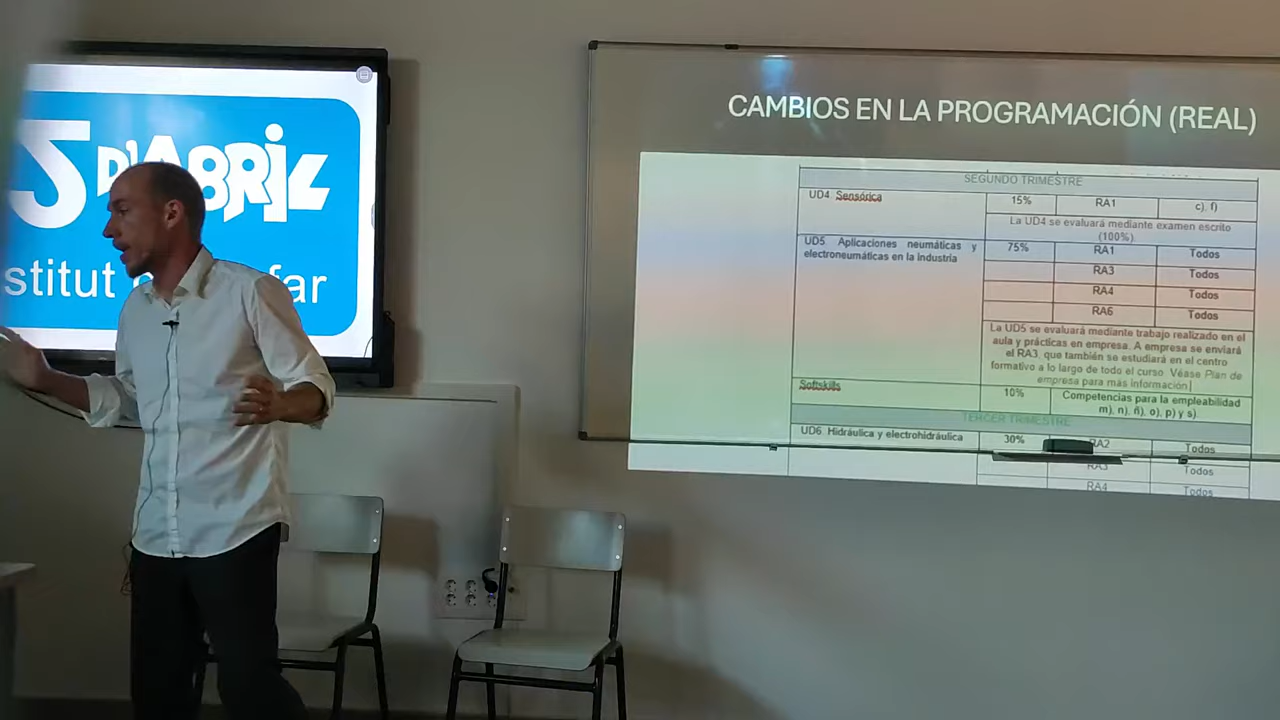 5 D'ABRIL
stitut
far
CAMBIOS EN LA PROGRAMACIÓN (REAL)
SEGUNDO TRIMESTRE
UD4 Sensórica
15%
RA1
c), f)
La UD4 se evaluará mediante examen escrito
(100%)
UD5 Aplicaciones neumáticas y
electroneumáticas en la industria
75%
RA1
Todos
RA3
Todos
RA4
Todos
RA6
Todos
La UD5 se evaluará mediante trabajo realizado en el
aula y prácticas en empresa. A empresa se enviará
el RA3, que también se estudiará en el centro
formativo a lo largo de todo el curso Véase Plan de
empresa para más información
Softskills
10%
Competencias para la empleabilidad
m), n), ñ), o), p) y s)
TERCER TRIMESTRE
UD6 Hidráulica y electrohidráulica
30%
RA2
Todos
RA3
Todos
RA4
Todos